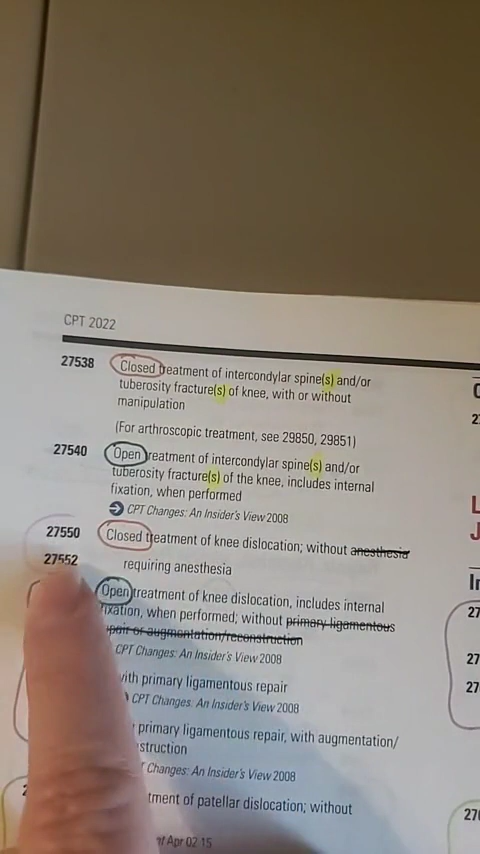 CPT 2022
27538 Closed treatment of intercondylar spine(s) and/or
tuberosity fracture(s) of knee, with or without
manipulation
(For arthroscopic treatment, see 29850, 29851)
27540 Open treatment of intercondylar spine(s) and/or
tuberosity fracture(s) of the knee, includes internal
fixation, when performed
CPT Changes: An Insider's View 2008
27550 Closed treatment of knee dislocation; without anesthesia
27552 requiring anesthesia
Open treatment of knee dislocation, includes internal
fixation, when performed; without primary ligamentous
repair or augmentation/reconstruction
CPT Changes: An Insider's View 2008
with primary ligamentous repair
CPT Changes: An Insider's View 2008
primary ligamentous repair, with augmentation/
struction
Changes: An Insider's View 2008
tment of patellar dislocation; without
Apr 02 15